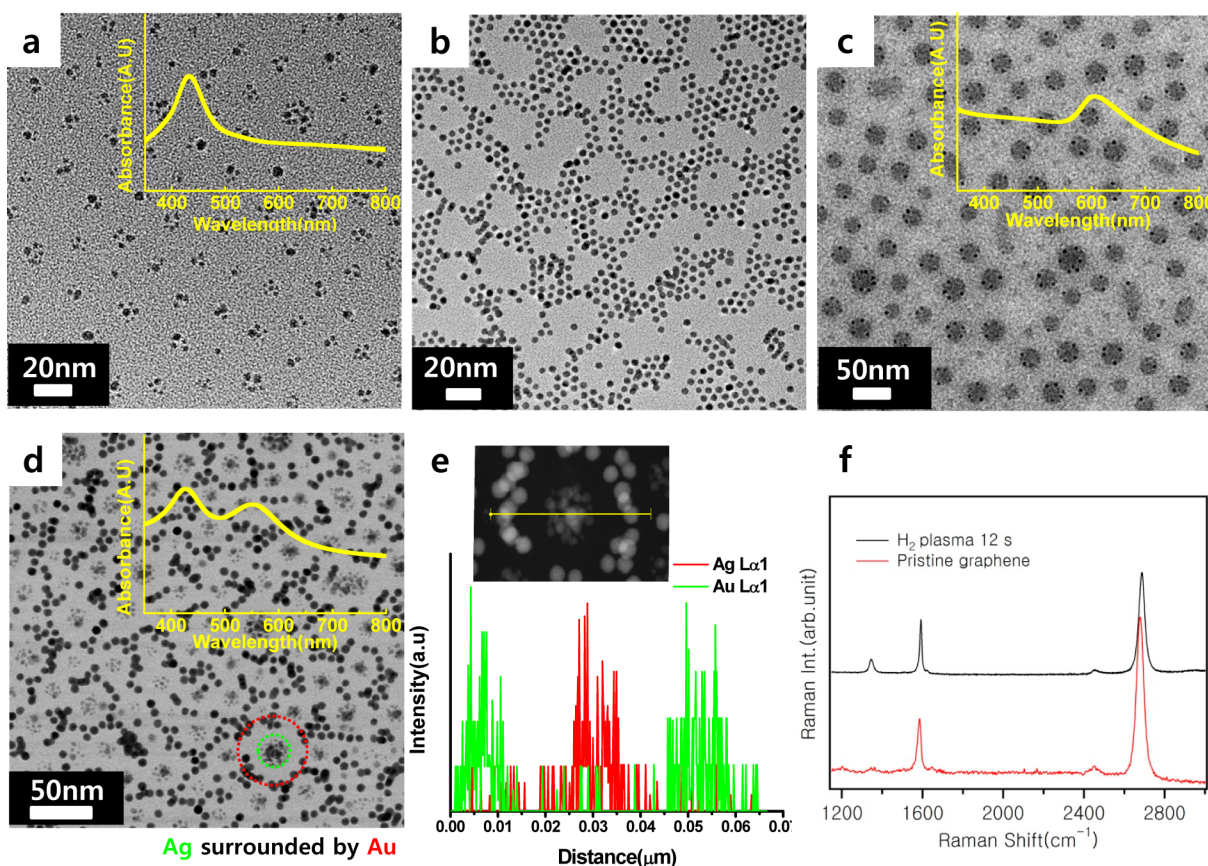 a
Absorbance(A.U)
400 500 600 700 800
Wavelength(nm)
20nm
b
20nm
c
Absorbance(A.U)
400 500 600 700 800
Wavelength(nm)
50nm
d
Absorbance(A.U)
400 500 600 700 800
Wavelength(nm)
50nm
Ag surrounded by Au
e
Ag Lα1
Au Lα1
Intensity(a.u)
0.00 0.01 0.02 0.03 0.04 0.05 0.06
Distance(μm)
f
H₂ plasma 12 s
Pristine graphene
Raman Int.(arb.unit)
1200 1600 2000 2400 2800
Raman Shift(cm⁻¹)